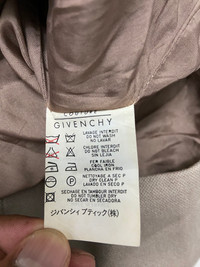 GIVENCHY
LAVAGE INTERDIT
DO NOT WASH
NO LAVAR
CHLORE INTERDIT
DO NOT BLEACH
SIN LEJIA
FER FAIBLE
COOL IRON
PLANCHA EN FRIO
NETTOYAGE A SEC P
DRY CLEAN P
LAVADO EN SECO P
SECHAGE EN TAMBOUR INTERDIT
DO NOT TUMBLE DRY
NO SEGAR EN SECADORA
ジバンシィ ブティック(株)